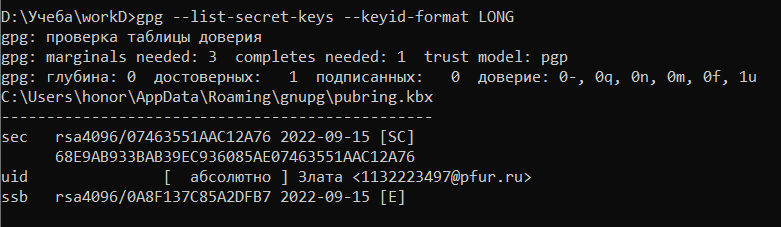 D:\Учеба\workD>gpg --list-secret-keys --keyid-format LONG
gpg: проверка таблицы доверия
gpg: marginals needed: 3  completes needed: 1  trust model: pgp
gpg: глубина: 0  достоверных:   1  подписанных:   0  доверие: 0-, 0q, 0n, 0m, 0f, 1u
C:\Users\honor\AppData\Roaming\gnupg\pubring.kbx
------------------------------------------------
sec   rsa4096/07463551AAC12A76 2022-09-15 [SC]
      68E9AB933BAB39EC936085AE07463551AAC12A76
uid                 [  абсолютно ] Злата <1132223497@pfur.ru>
ssb   rsa4096/0A8F137C85A2DFB7 2022-09-15 [E]